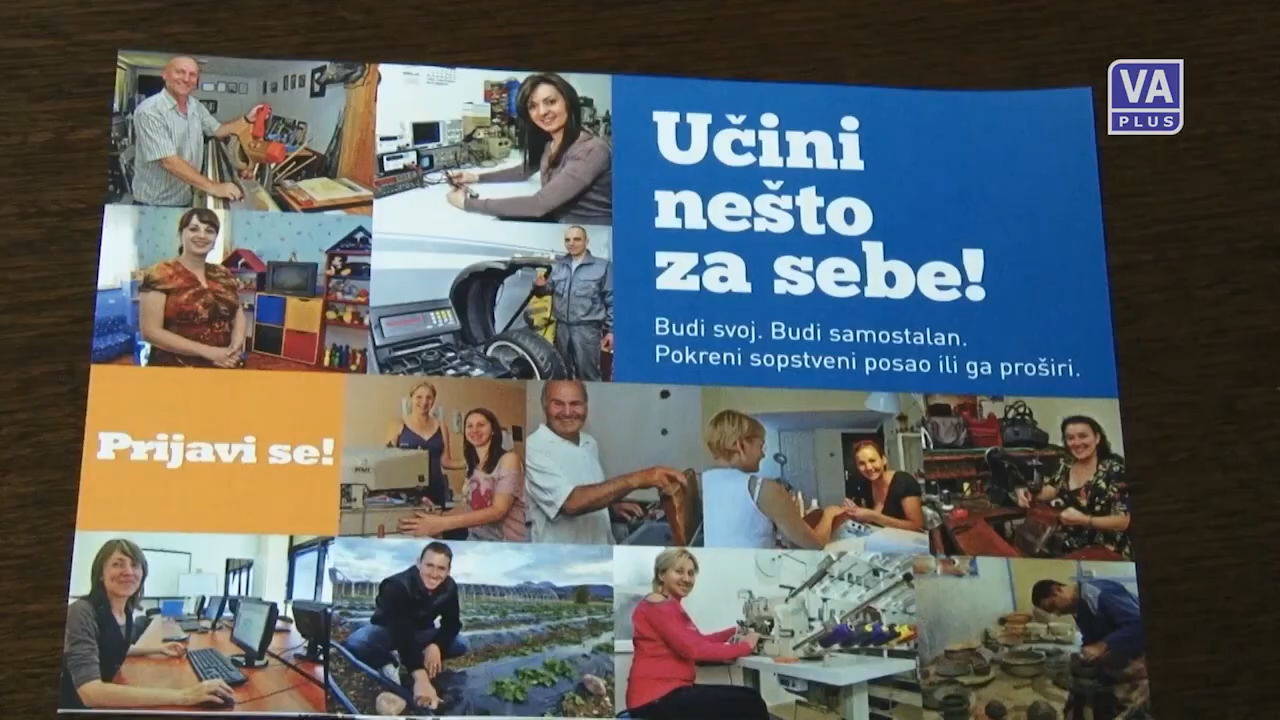 VA
PLUS
Učini
nešto
za sebe!
Budi svoj. Budi samostalan.
Pokreni sopstveni posao ili ga proširi.
Prijavi se!